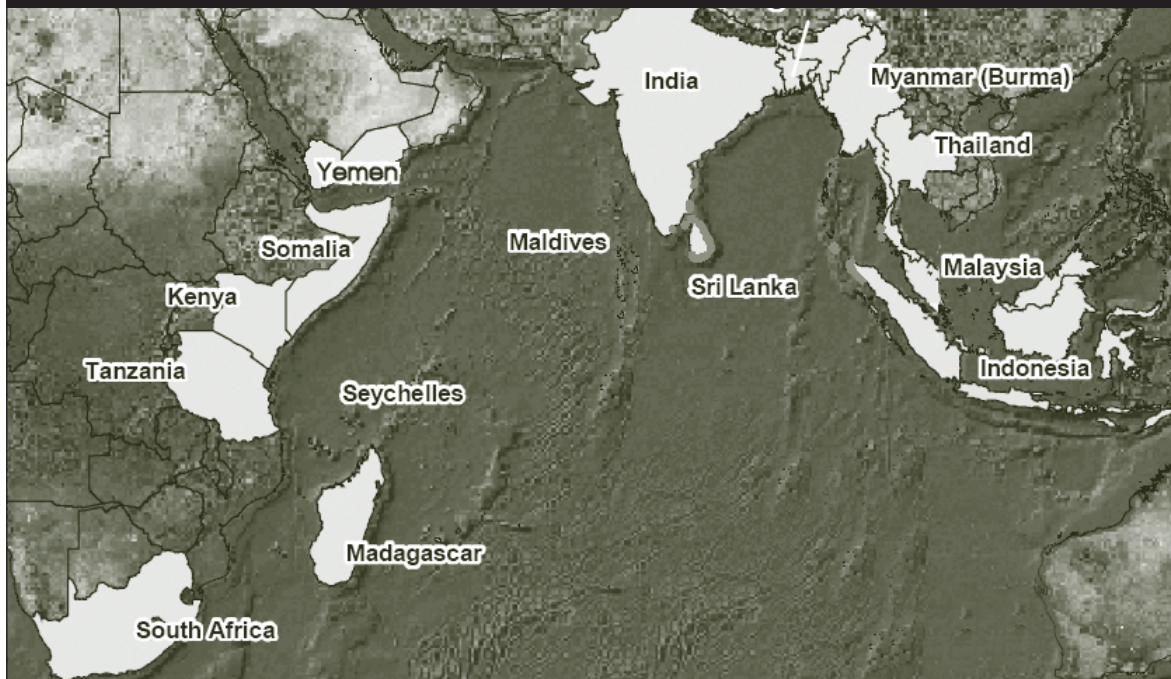 India
Myanmar (Burma)
Thailand
Yemen
Somalia
Maldives
Malaysia
Sri Lanka
Kenya
Tanzania
Indonesia
Seychelles
Madagascar
South Africa